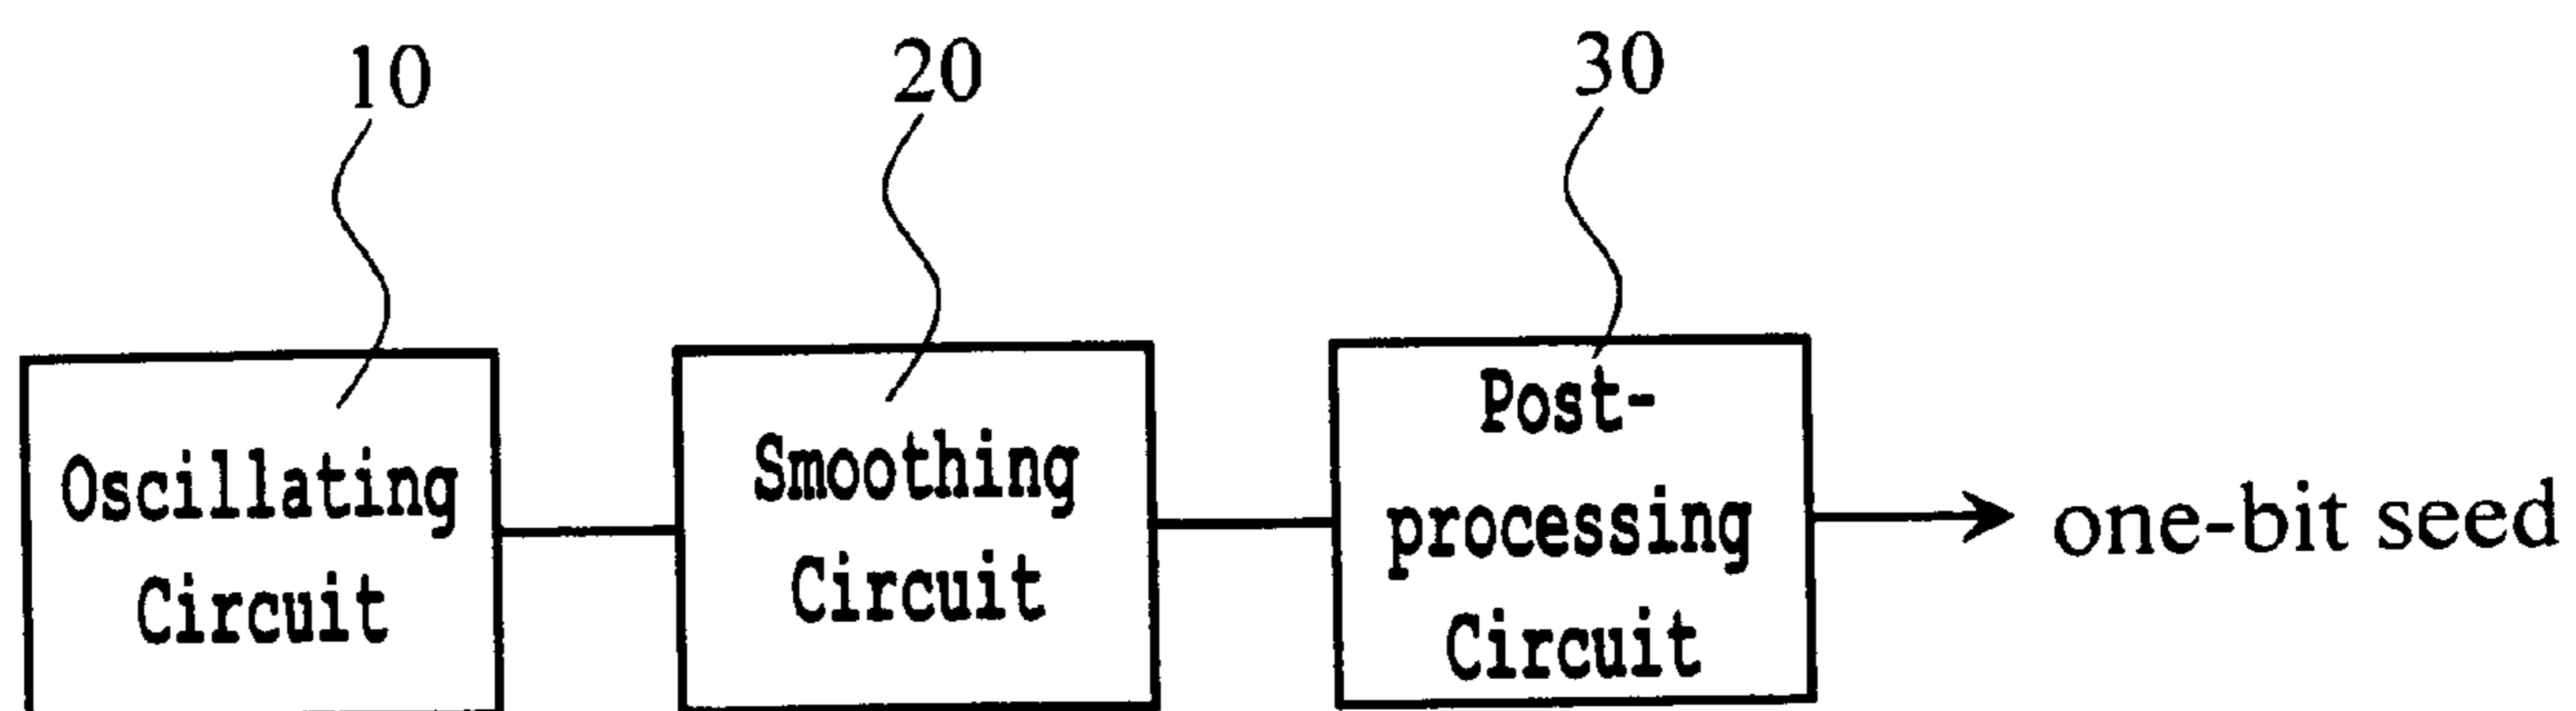 10
20
30
Oscillating
Circuit
Smoothing
Circuit
Post-
processing
Circuit
one-bit seed